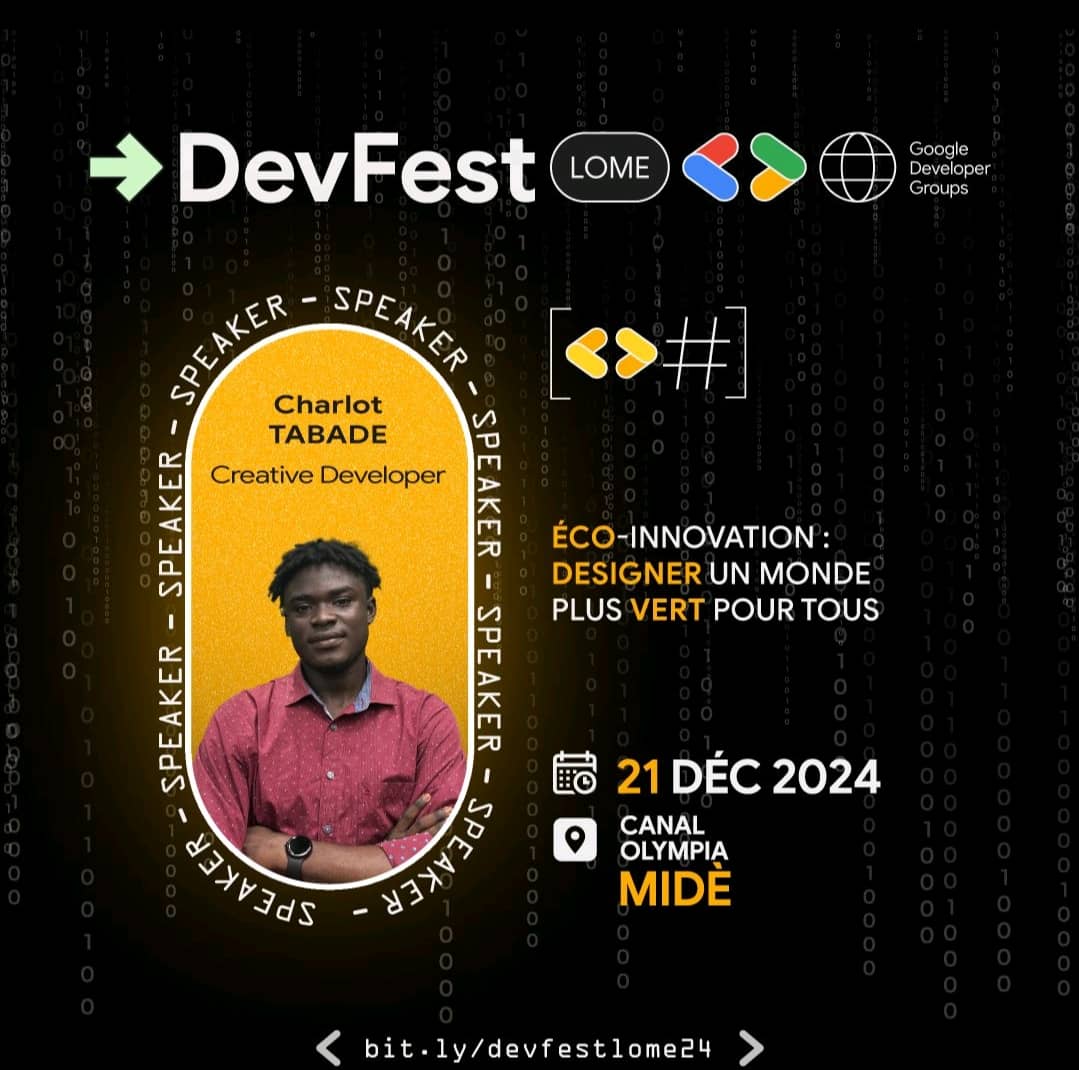 DevFest LOME
Google
Developer
Groups
SPEAKER - SPEAKER - SPEAKER - SPEAKER - SPEAKER - SPEAKER - SPEAKER - SPEAKER -
Charlot
TABADE
Creative Developer
#
ÉCO-INNOVATION :
DESIGNER UN MONDE
PLUS VERT POUR TOUS
21 DÉC 2024
CANAL
OLYMPIA
MIDÈ
bit.ly/devfestlome24